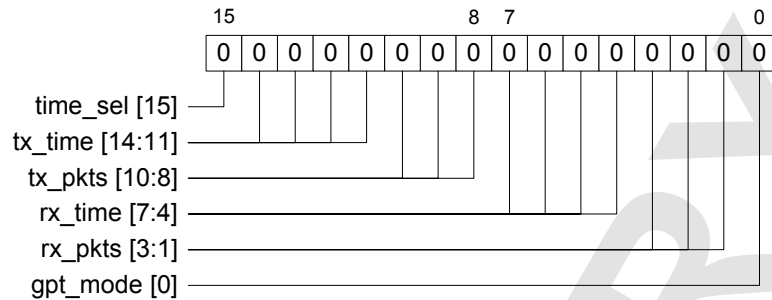 15 8 7 0
0 0 0 0 0 0 0 0 0 0 0 0 0 0 0 0
time_sel [15]
tx_time [14:11]
tx_pkts [10:8]
rx_time [7:4]
rx_pkts [3:1]
gpt_mode [0]